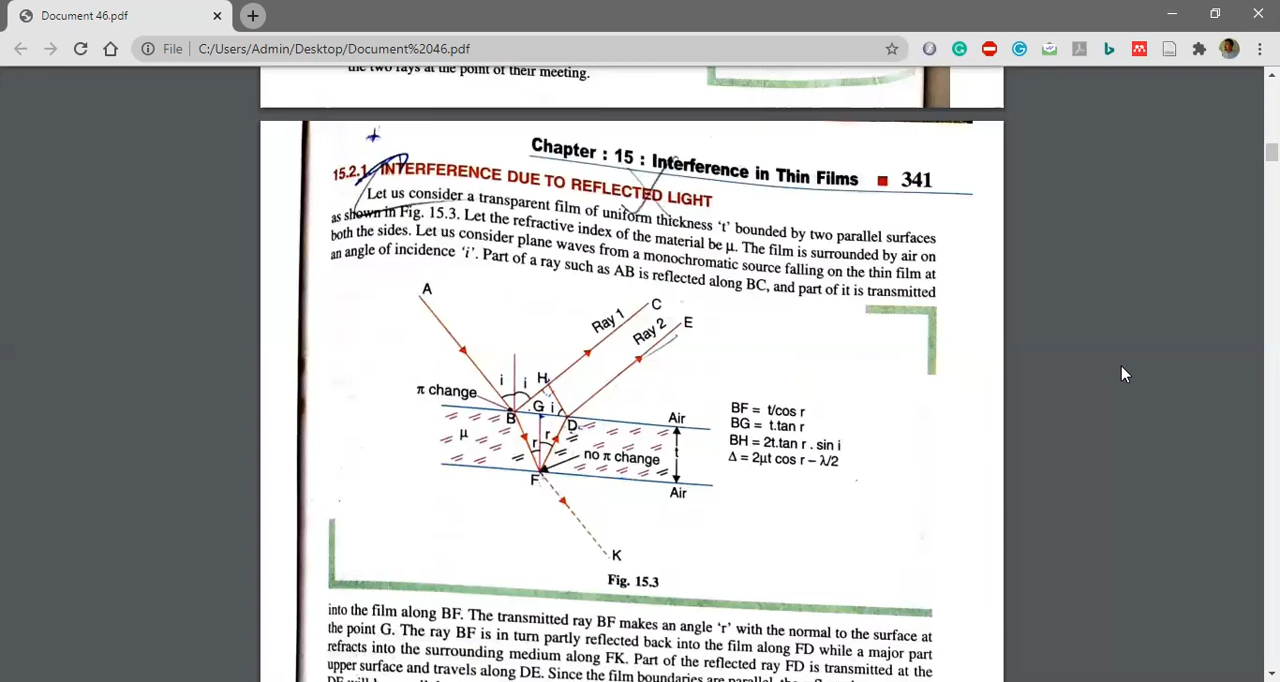 Document 46.pdf
File | C:/Users/Admin/Desktop/Document%2046.pdf
the two rays at the point of their meeting.
Chapter : 15 : Interference in Thin Films ■ 341
15.2.1 INTERFERENCE DUE TO REFLECTED LIGHT
Let us consider a transparent film of uniform thickness 't' bounded by two parallel surfaces
as shown in Fig. 15.3. Let the refractive index of the material be μ. The film is surrounded by air on
both the sides. Let us consider plane waves from a monochromatic source falling on the thin film at
an angle of incidence 'i'. Part of a ray such as AB is reflected along BC, and part of it is transmitted
A
C
Ray 1
E
Ray 2
i
i
H
π change
G
i
B
D
Air
μ
r
r
t
no π change
F
Air
K
BF = t/cos r
BG = t.tan r
BH = 2t.tan r . sin i
Δ = 2μt cos r – λ/2
Fig. 15.3
into the film along BF. The transmitted ray BF makes an angle 'r' with the normal to the surface at
the point G. The ray BF is in turn partly reflected back into the film along FD while a major part
refracts into the surrounding medium along FK. Part of the reflected ray FD is transmitted at the
upper surface and travels along DE. Since the film boundaries are parallel, the